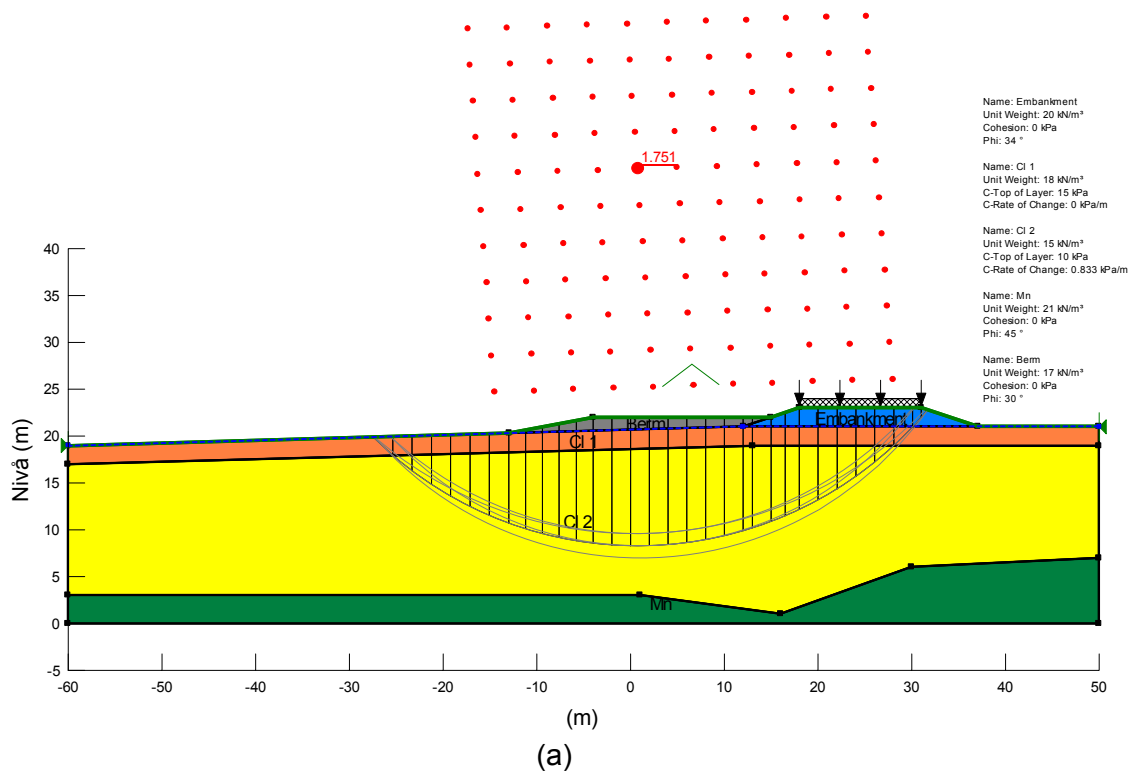 1.751
Name: Embankment
Unit Weight: 20 kN/m³
Cohesion: 0 kPa
Phi: 34 °
Name: Cl 1
Unit Weight: 18 kN/m³
C-Top of Layer: 15 kPa
C-Rate of Change: 0 kPa/m
Name: Cl 2
Unit Weight: 15 kN/m³
C-Top of Layer: 10 kPa
C-Rate of Change: 0.833 kPa/m
Name: Mn
Unit Weight: 21 kN/m³
Cohesion: 0 kPa
Phi: 45 °
Name: Berm
Unit Weight: 17 kN/m³
Cohesion: 0 kPa
Phi: 30 °
Nivå (m)
40
35
30
25
20
15
10
5
0
-5
Berm
Embankment
Cl 1
Cl 2
Mn
-60 -50 -40 -30 -20 -10 0 10 20 30 40 50
(m)
(a)